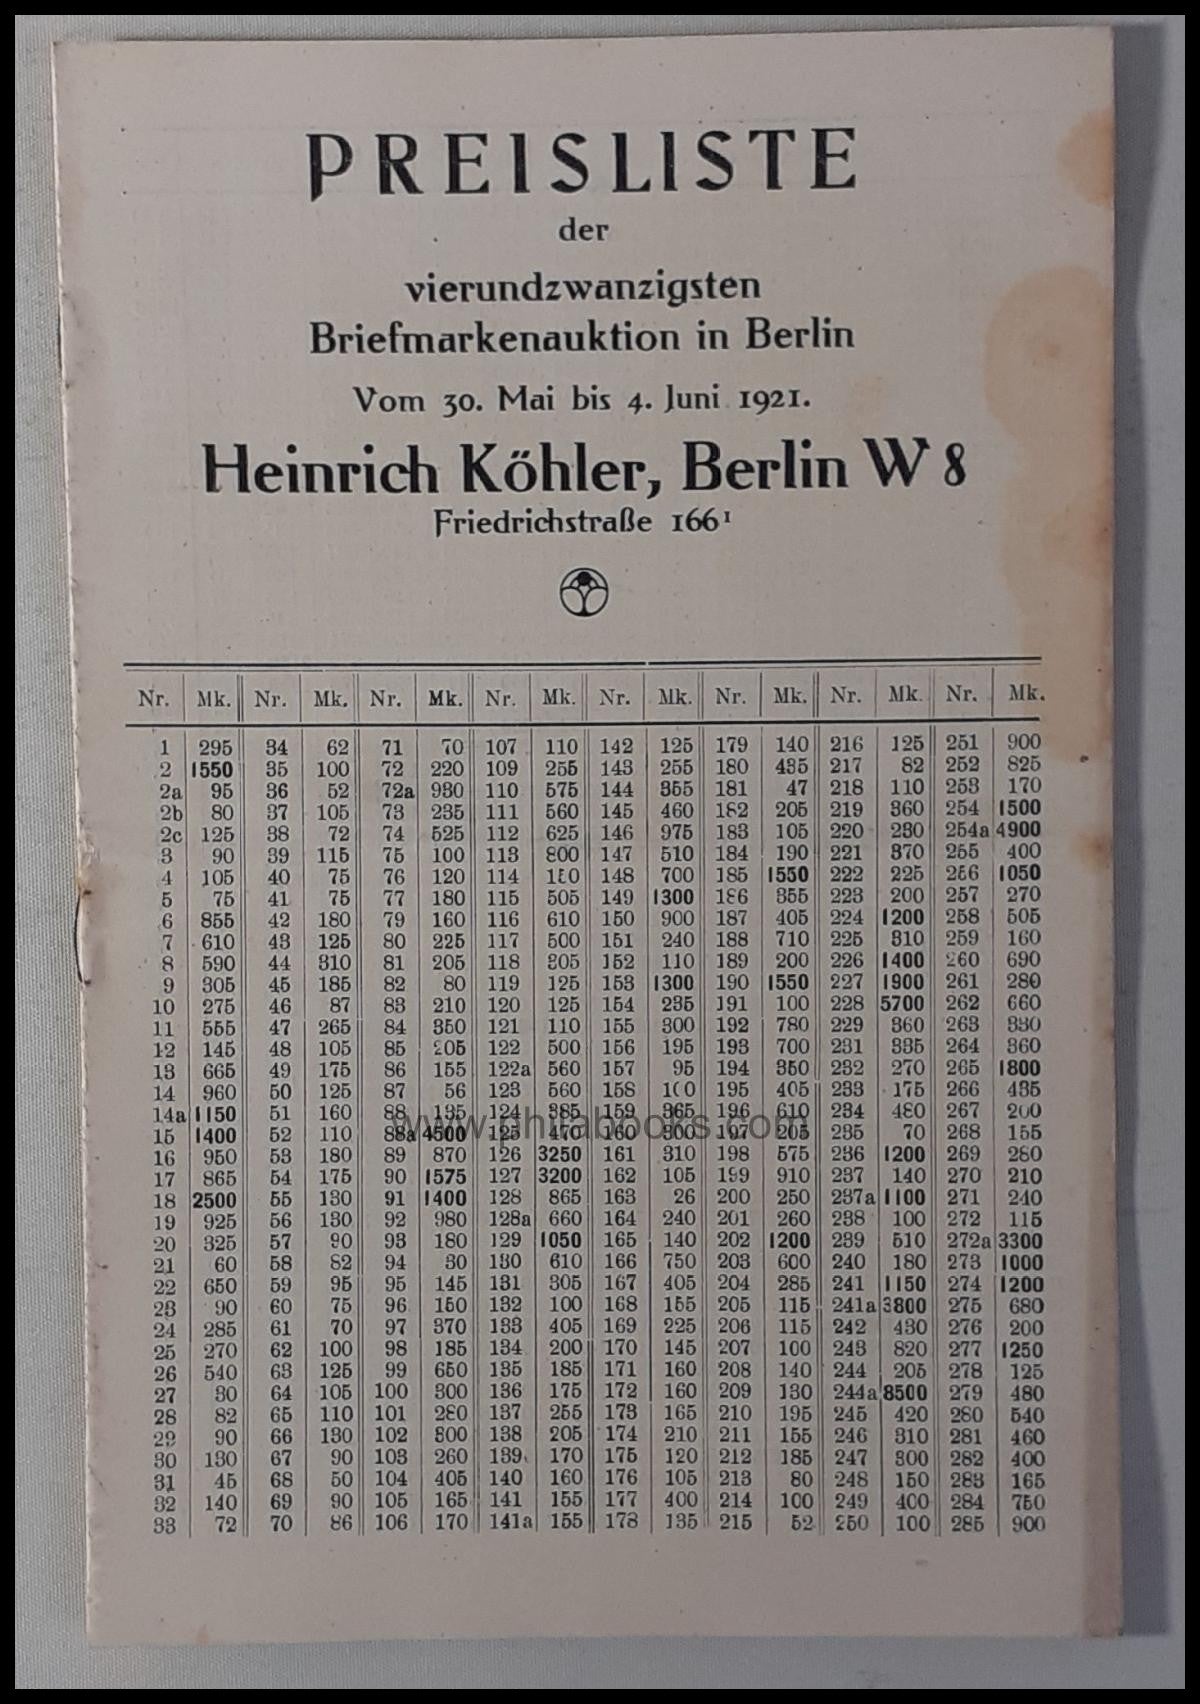 PREISLISTE
der
vierundzwanzigsten
Briefmarkenauktion in Berlin
Vom 30. Mai bis 4. Juni 1921.
Heinrich Köhler, Berlin W 8
Friedrichstraße 166¹
Nr. Mk. Nr. Mk. Nr. Mk. Nr. Mk. Nr. Mk. Nr. Mk. Nr. Mk. Nr. Mk.
1 295 34 62 71 70 107 110 142 125 179 140 216 125 251 900
2 1550 35 100 72 220 109 255 143 255 180 435 217 82 252 825
2a 95 36 52 72a 930 110 575 144 355 181 47 218 110 253 170
2b 80 37 105 73 235 111 560 145 460 182 205 219 360 254 1500
2c 125 38 72 74 525 112 625 146 975 183 105 220 230 254a 4900
3 90 39 115 75 100 113 800 147 510 184 190 221 370 255 400
4 105 40 75 76 120 114 148 700 185 1550 222 225 256 1050
5 75 41 75 77 180 115 505 149 1300 186 355 223 200 257 270
6 855 42 180 79 160 116 610 150 900 187 405 224 1200 258 505
7 610 43 125 80 225 117 500 151 240 188 710 225 310 259 160
8 590 44 310 81 205 118 305 152 110 189 200 226 1400 260 690
9 305 45 185 82 80 119 125 153 1300 190 1550 227 1900 261 280
10 275 46 87 83 210 120 125 154 235 191 100 228 5700 262 660
11 555 47 265 84 350 121 110 155 300 192 780 229 360 263 330
12 145 48 105 85 205 122 500 156 195 193 700 231 335 264 360
13 665 49 175 86 155 122a 560 157 95 194 350 232 270 265 1800
14 960 50 125 87 56 123 560 158 100 195 405 233 175 266 435
14a 1150 51 160 88 135 124 385 159 365 196 610 234 480 267 200
15 1400 52 110 88a 4500 125 470 160 300 197 205 235 70 268 155
16 950 53 180 89 870 126 3250 161 310 198 575 236 1200 269 280
17 865 54 175 90 1575 127 3200 162 105 199 910 237 140 270 210
18 2500 55 130 91 1400 128 865 163 26 200 250 237a 1100 271 240
19 925 56 130 92 980 128a 660 164 240 201 260 238 100 272 115
20 325 57 90 93 180 129 1050 165 140 202 1200 239 510 272a 3300
21 60 58 82 94 30 130 610 166 750 203 600 240 180 273 1000
22 650 59 95 95 145 131 305 167 405 204 285 241 1150 274 1200
23 90 60 75 96 150 132 100 168 155 205 115 241a 3800 275 680
24 285 61 70 97 370 133 405 169 225 206 115 242 430 276 200
25 270 62 100 98 185 134 200 170 145 207 100 243 820 277 1250
26 540 63 125 99 650 135 185 171 160 208 140 244 205 278 125
27 30 64 105 100 300 136 175 172 160 209 130 244a 8500 279 480
28 82 65 110 101 280 137 255 173 165 210 195 245 420 280 540
29 90 66 130 102 800 138 205 174 210 211 155 246 310 281 460
30 130 67 90 103 260 139 170 175 120 212 185 247 300 282 400
31 45 68 50 104 405 140 160 176 105 213 80 248 150 283 165
32 140 69 90 105 165 141 155 177 400 214 100 249 400 284 750
33 72 70 86 106 170 141a 155 178 135 215 52 250 100 285 900
www.philabooks.com